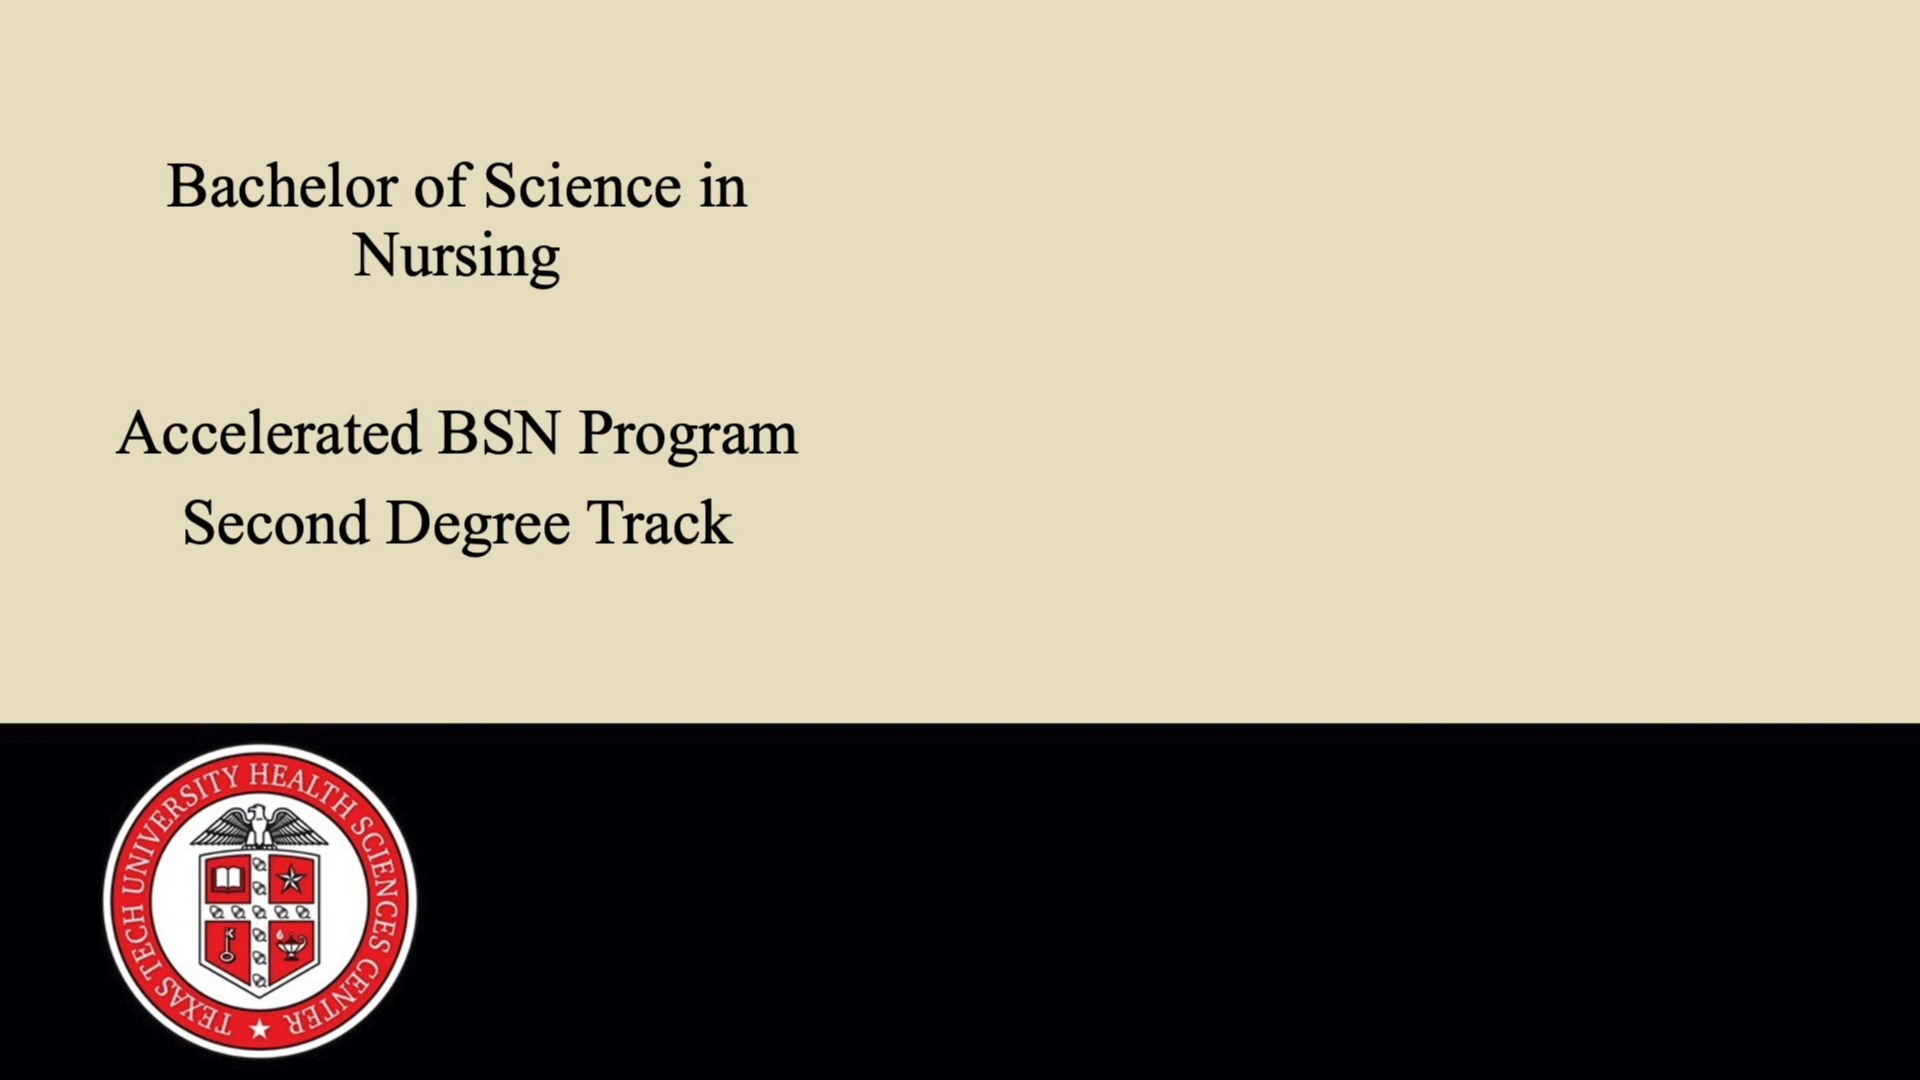 Bachelor of Science in
Nursing
Accelerated BSN Program
Second Degree Track
TEXAS TECH UNIVERSITY HEALTH SCIENCES CENTER